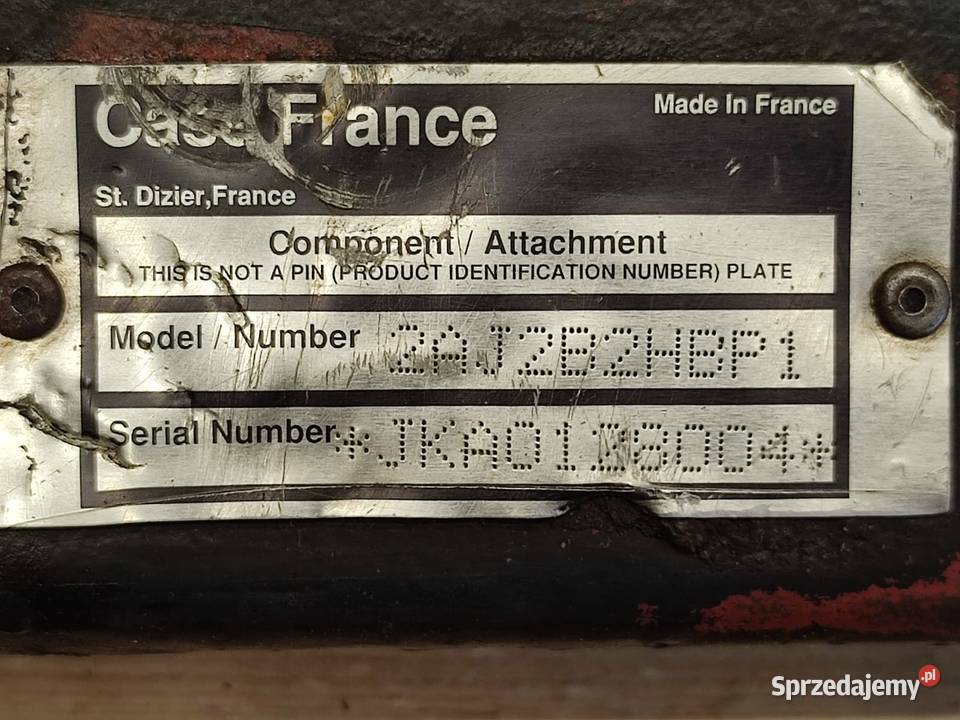 Case France
Made In France
St. Dizier,France
Component / Attachment
THIS IS NOT A PIN (PRODUCT IDENTIFICATION NUMBER) PLATE
Model / Number
Serial Number
Sprzedajemy.pl